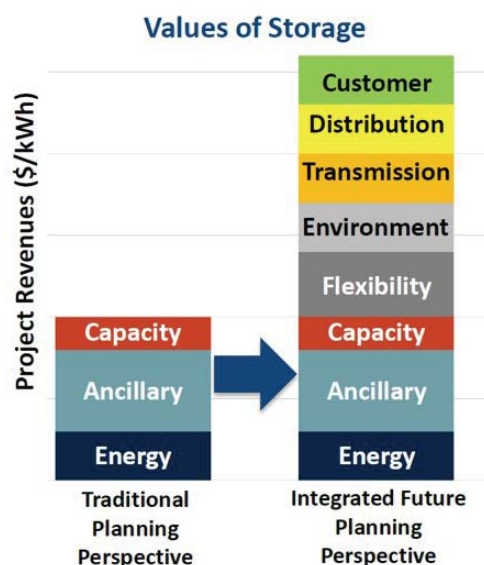 Values of Storage
Project Revenues ($/kWh)
Capacity
Ancillary
Energy
Traditional
Planning
Perspective
Customer
Distribution
Transmission
Environment
Flexibility
Capacity
Ancillary
Energy
Integrated Future
Planning
Perspective